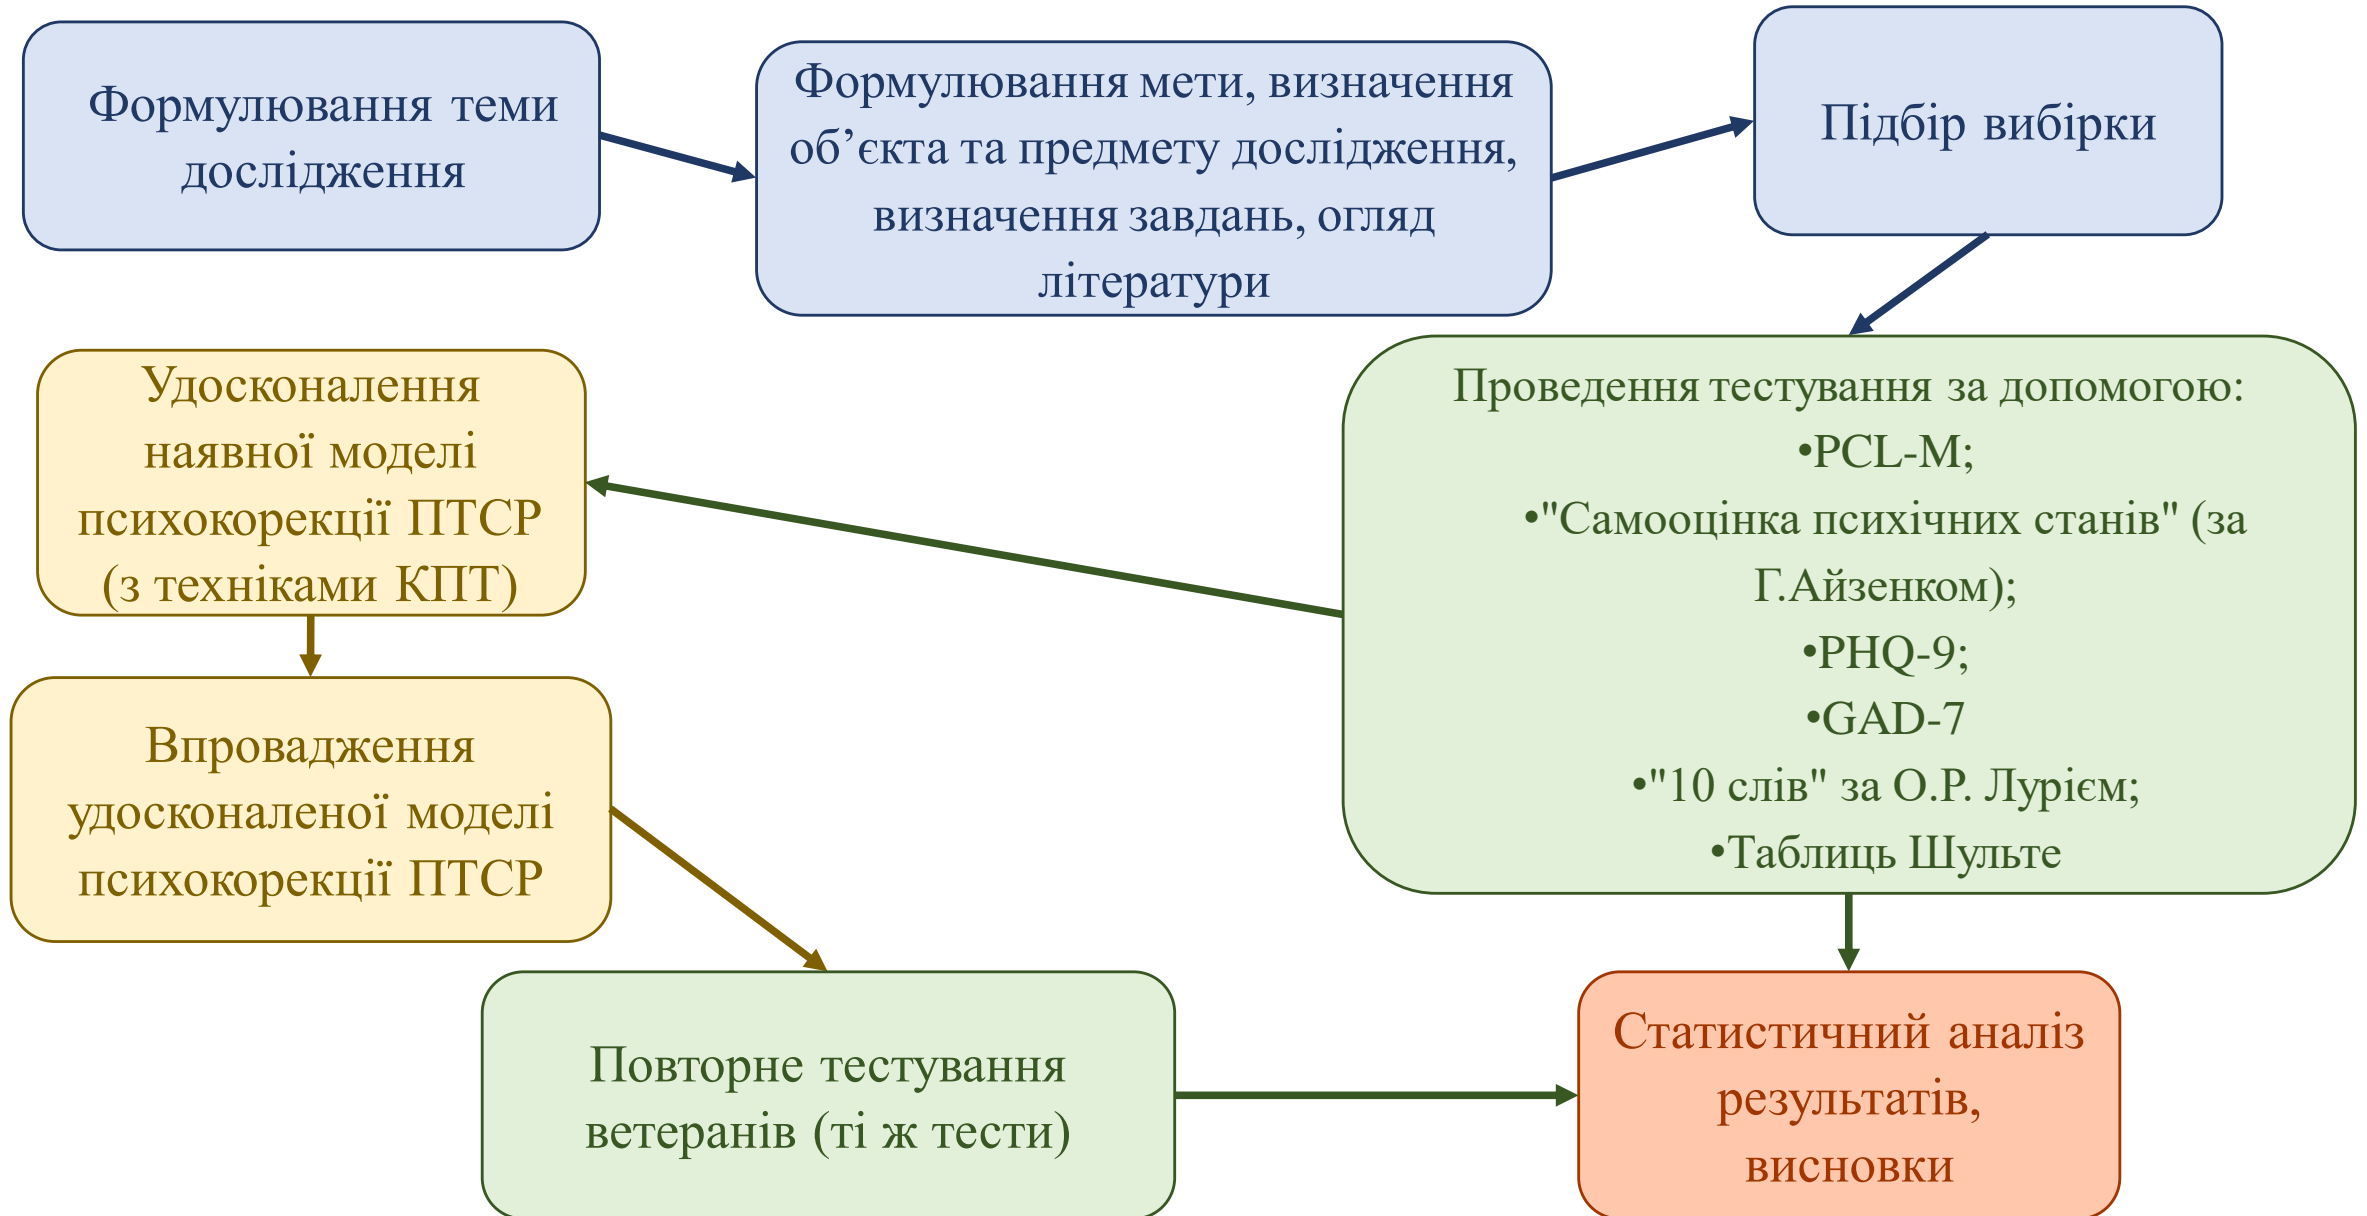 Формулювання теми
дослідження
Формулювання мети, визначення
об’єкта та предмету дослідження,
визначення завдань, огляд
літератури
Підбір вибірки
Проведення тестування за допомогою:
•PCL-M;
•"Самооцінка психічних станів" (за
Г.Айзенком);
•PHQ-9;
•GAD-7
•"10 слів" за О.Р. Лурієм;
•Таблиць Шульте
Удосконалення
наявної моделі
психокорекції ПТСР
(з техніками КПТ)
Впровадження
удосконаленої моделі
психокорекції ПТСР
Повторне тестування
ветеранів (ті ж тести)
Статистичний аналіз
результатів,
висновки